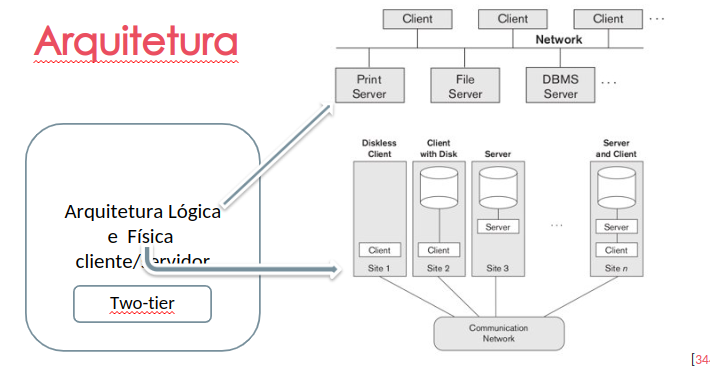 Arquitetura
Arquitetura Lógica
e Física
cliente/servidor
Two-tier
Client
Client
Client
...
Network
Print
Server
File
Server
DBMS
Server
...
Diskless
Client
Client
with Disk
Server
Server
and Client
Server
...
Server
Client
Client
Client
Site 1
Site 2
Site 3
Site n
Communication
Network
[34